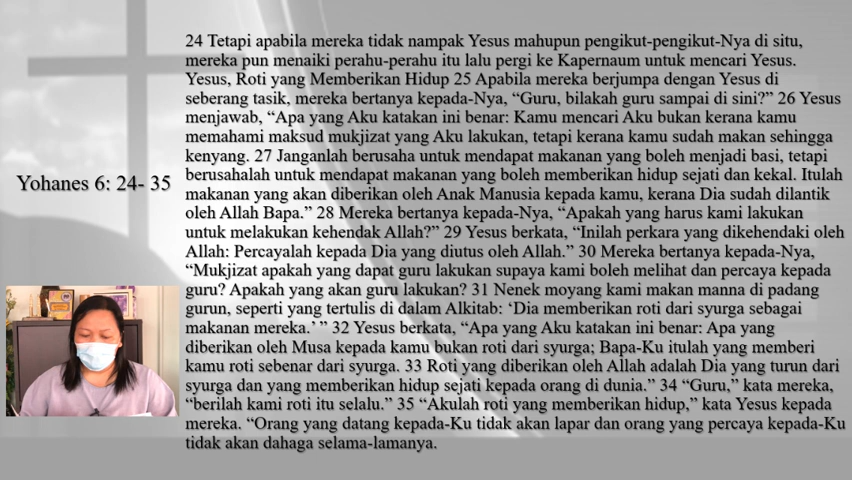 24 Tetapi apabila mereka tidak nampak Yesus mahupun pengikut-pengikut-Nya di situ,
mereka pun menaiki perahu-perahu itu lalu pergi ke Kapernaum untuk mencari Yesus.
Yesus, Roti yang Memberikan Hidup 25 Apabila mereka berjumpa dengan Yesus di
seberang tasik, mereka bertanya kepada-Nya, “Guru, bilakah guru sampai di sini?” 26 Yesus
menjawab, “Apa yang Aku katakan ini benar: Kamu mencari Aku bukan kerana kamu
memahami maksud mukjizat yang Aku lakukan, tetapi kerana kamu sudah makan sehingga
kenyang. 27 Janganlah berusaha untuk mendapat makanan yang boleh menjadi basi, tetapi
berusahalah untuk mendapat makanan yang boleh memberikan hidup sejati dan kekal. Itulah
makanan yang akan diberikan oleh Anak Manusia kepada kamu, kerana Dia sudah dilantik
oleh Allah Bapa.” 28 Mereka bertanya kepada-Nya, “Apakah yang harus kami lakukan
untuk melakukan kehendak Allah?” 29 Yesus berkata, “Inilah perkara yang dikehendaki oleh
Allah: Percayalah kepada Dia yang diutus oleh Allah.” 30 Mereka bertanya kepada-Nya,
“Mukjizat apakah yang dapat guru lakukan supaya kami boleh melihat dan percaya kepada
guru? Apakah yang akan guru lakukan? 31 Nenek moyang kami makan manna di padang
gurun, seperti yang tertulis di dalam Alkitab: ‘Dia memberikan roti dari syurga sebagai
makanan mereka.’ ” 32 Yesus berkata, “Apa yang Aku katakan ini benar: Apa yang
diberikan oleh Musa kepada kamu bukan roti dari syurga; Bapa-Ku itulah yang memberi
kamu roti sebenar dari syurga. 33 Roti yang diberikan oleh Allah adalah Dia yang turun dari
syurga dan yang memberikan hidup sejati kepada orang di dunia.” 34 “Guru,” kata mereka,
“berilah kami roti itu selalu.” 35 “Akulah roti yang memberikan hidup,” kata Yesus kepada
mereka. “Orang yang datang kepada-Ku tidak akan lapar dan orang yang percaya kepada-Ku
tidak akan dahaga selama-lamanya.
Yohanes 6: 24- 35